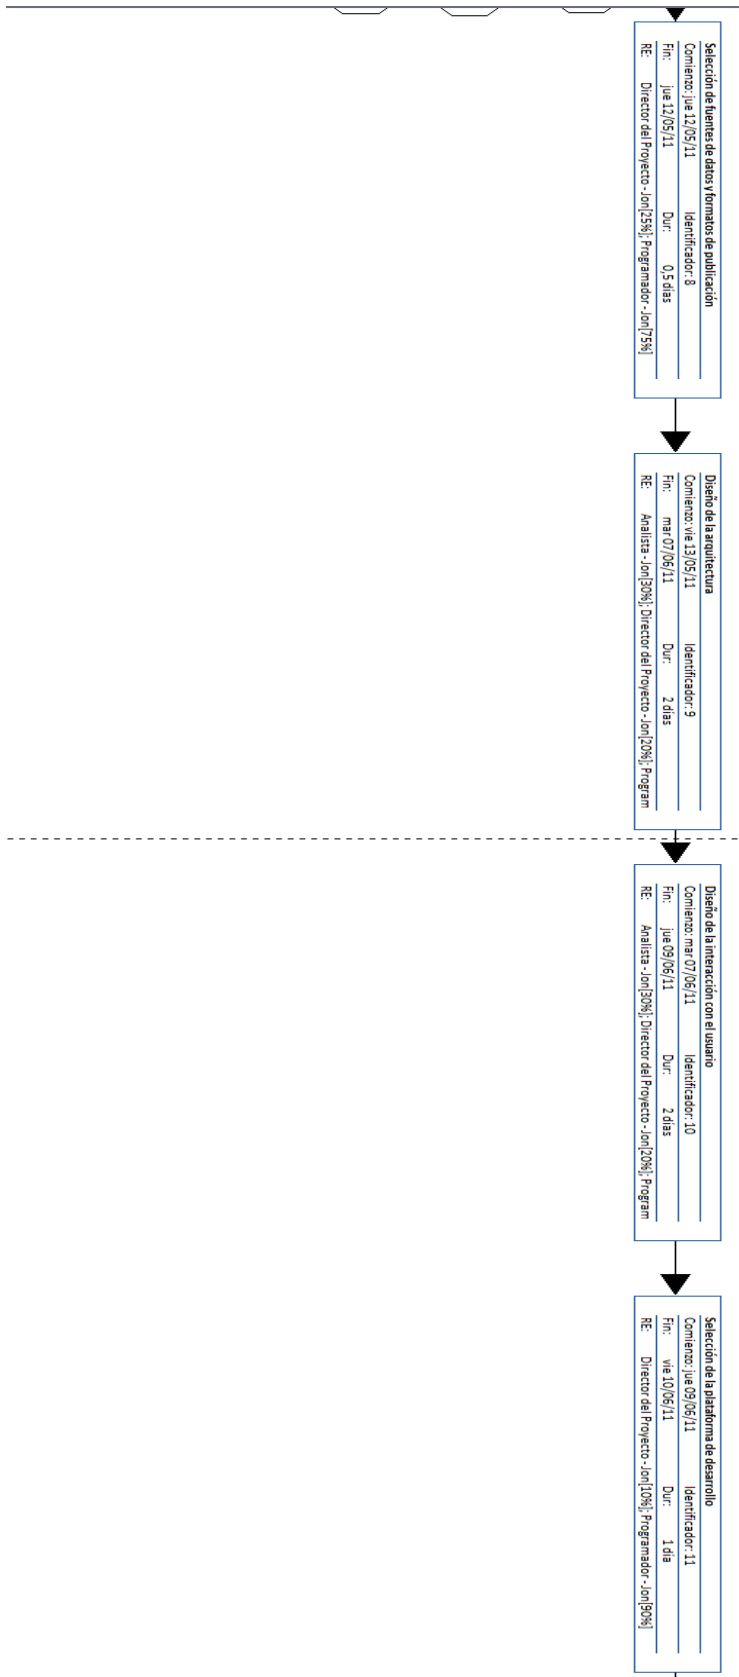 Selección de fuentes de datos y formatos de publicación
Comienzo: jue 12/05/11 Identificador: 8
Fin: jue 12/05/11 Dur: 0,5 días
RE: Director del Proyecto - Jon[25%]; Programador - Jon[75%]
Diseño de la arquitectura
Comienzo: vie 13/05/11 Identificador: 9
Fin: mar 07/06/11 Dur: 2 días
RE: Analista - Jon[30%]; Director del Proyecto - Jon[20%]; Program
Diseño de la interacción con el usuario
Comienzo: mar 07/06/11 Identificador: 10
Fin: jue 09/06/11 Dur: 2 días
RE: Analista - Jon[30%]; Director del Proyecto - Jon[20%]; Program
Selección de la plataforma de desarrollo
Comienzo: jue 09/06/11 Identificador: 11
Fin: vie 10/06/11 Dur: 1 día
RE: Director del Proyecto - Jon[10%]; Programador - Jon[90%]